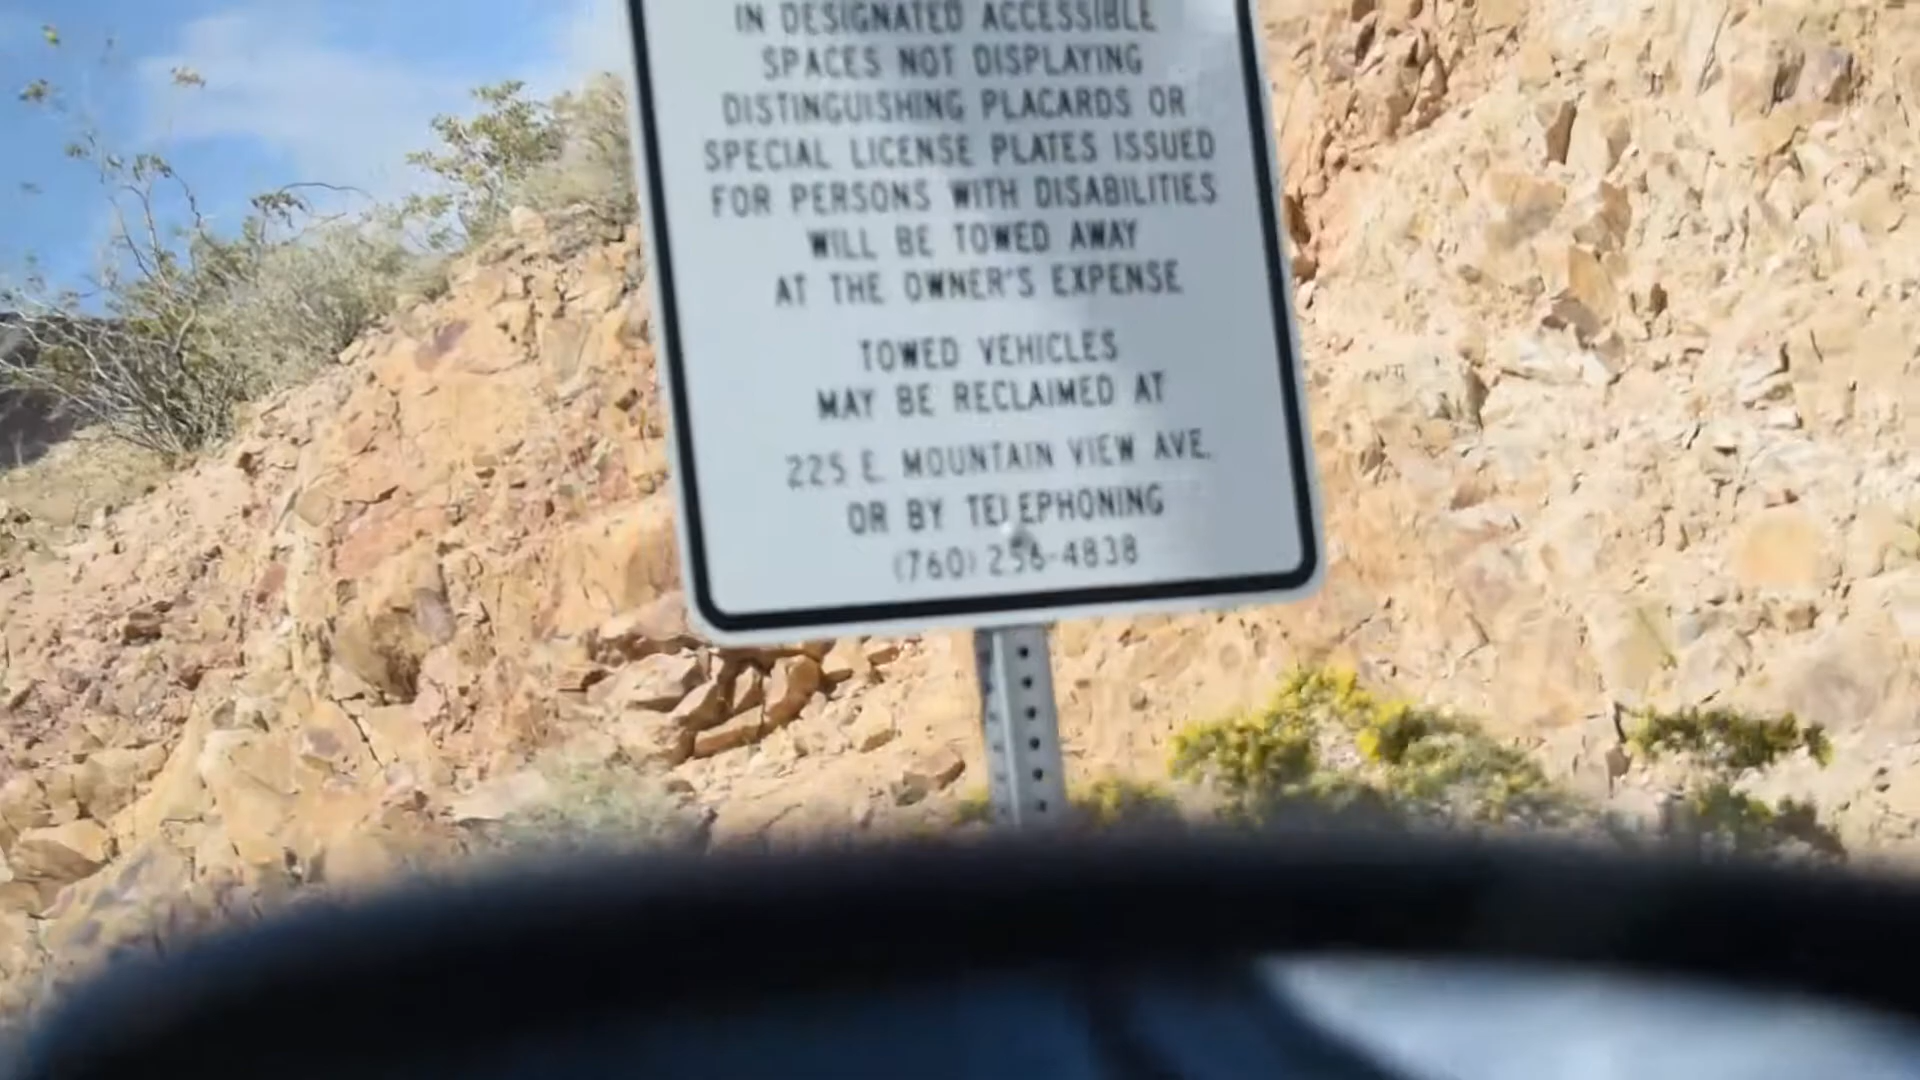 IN DESIGNATED ACCESSIBLE
SPACES NOT DISPLAYING
DISTINGUISHING PLACARDS OR
SPECIAL LICENSE PLATES ISSUED
FOR PERSONS WITH DISABILITIES
WILL BE TOWED AWAY
AT THE OWNER'S EXPENSE
TOWED VEHICLES
MAY BE RECLAIMED AT
225 E. MOUNTAIN VIEW AVE.
OR BY TELEPHONING
(760) 256-4838